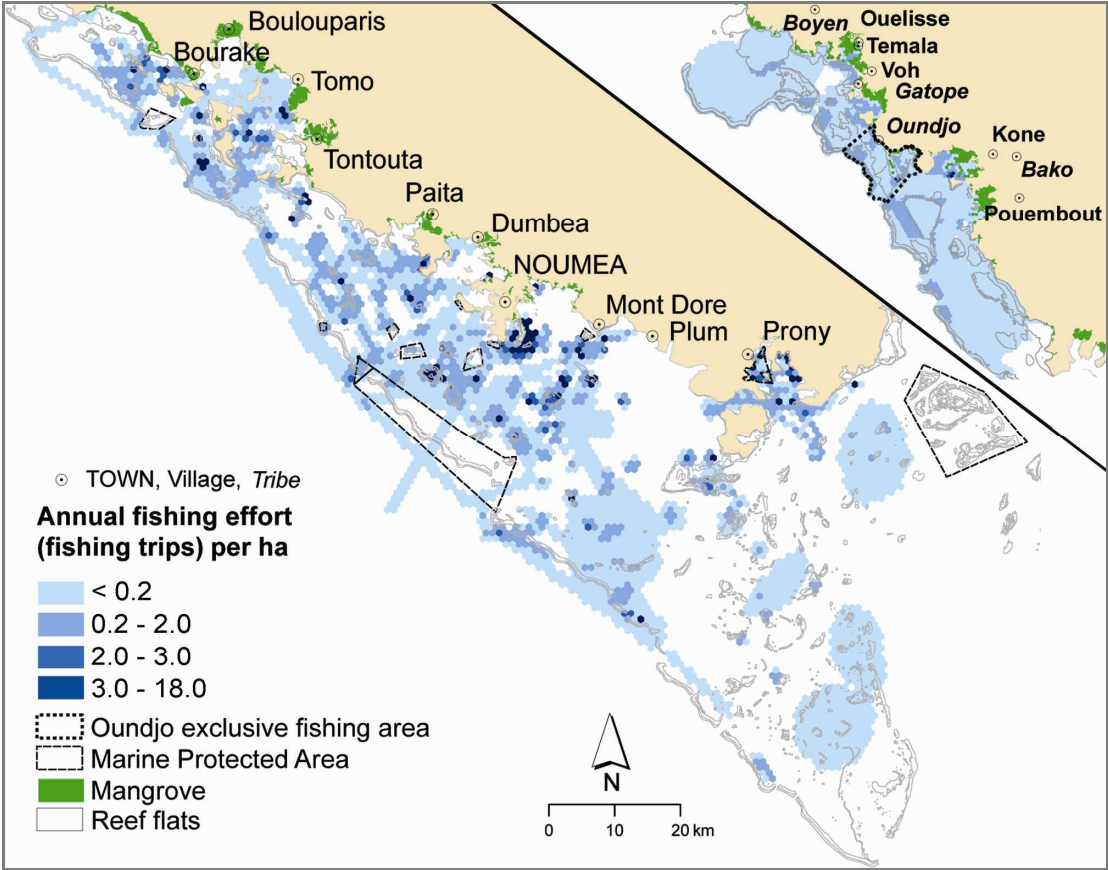 Boulouparis
Bourake
Tomo
Tontouta
Paita
Dumbea
NOUMEA
Mont Dore
Plum
Prony
Boyen
Ouelisse
Temala
Voh
Gatope
Oundjo
Kone
Bako
Pouembout
TOWN, Village, Tribe
Annual fishing effort
(fishing trips) per ha
< 0.2
0.2 - 2.0
2.0 - 3.0
3.0 - 18.0
Oundjo exclusive fishing area
Marine Protected Area
Mangrove
Reef flats
N
0 10 20 km